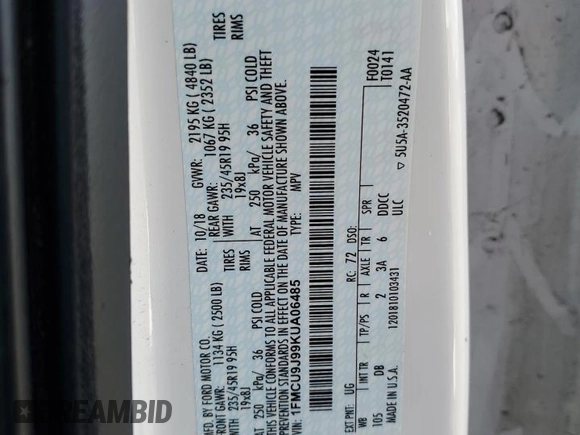 MFD. BY FORD MOTOR CO.
DATE: 10/18 GVWR: 2195 KG ( 4840 LB)
FRONT GAWR: 1134 KG ( 2500 LB) REAR GAWR: 1067 KG ( 2352 LB)
WITH 235/45R19 95H TIRES WITH 235/45R19 95H TIRES
19x8J RIMS 19x8J RIMS
AT 250 kPa/ 36 PSI COLD AT 250 kPa/ 36 PSI COLD
THIS VEHICLE CONFORMS TO ALL APPLICABLE FEDERAL MOTOR VEHICLE SAFETY AND THEFT
PREVENTION STANDARDS IN EFFECT ON THE DATE OF MANUFACTURE SHOWN ABOVE.
VIN: 1FMCU9J99KUA06485 TYPE: MPV
F0024
T0141
EXT PNT: UG RC: 72 DSO:
WB INT TR TP/PS R AXLE TR SPR
105 DB 2 3A 6 DDCC
MADE IN U.S.A. ULC
1201810103431 ▽ 5U5A-3520472-AA
STREAMBID